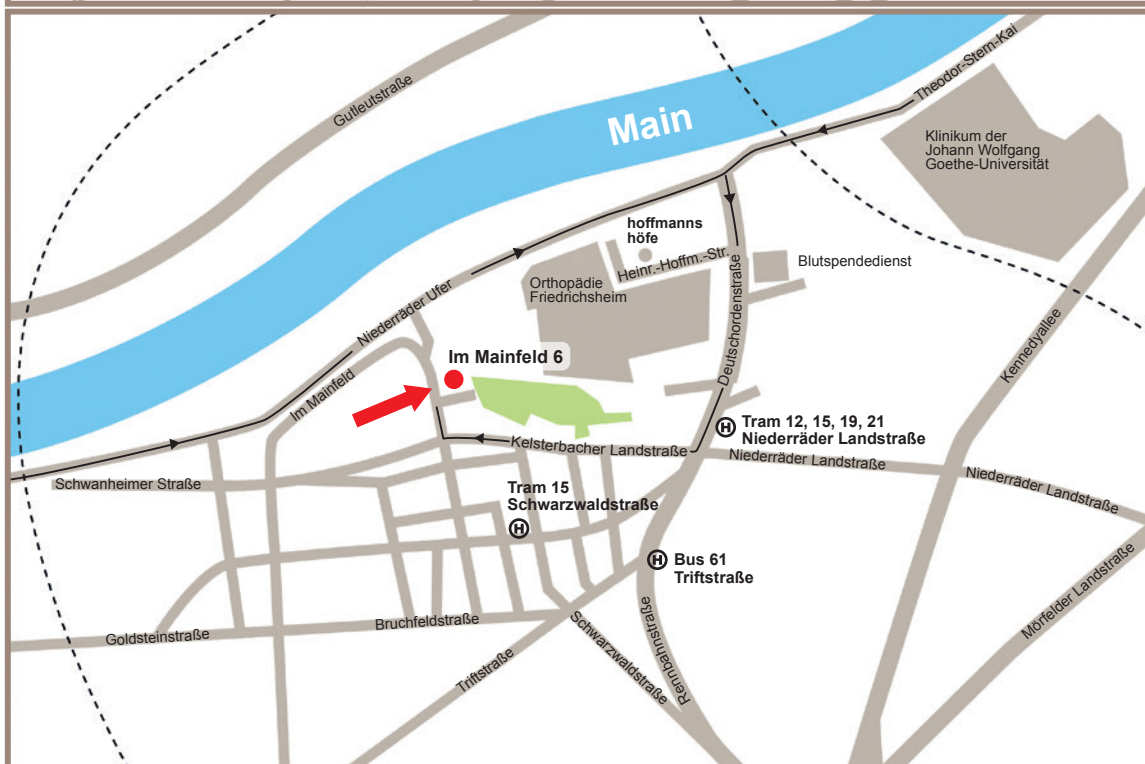 Theodor-Stern-Kai
Gutleutstraße
Main
Klinikum der
Johann Wolfgang
Goethe-Universität
hoffmanns
höfe
Heinr.-Hoffm.-Str.
Blutspendedienst
Orthopädie
Friedrichsheim
Niederräder Ufer
Deutschordenstraße
Kennedyallee
Im Mainfeld 6
Im Mainfeld
H Tram 12, 15, 19, 21
Niederräder Landstraße
Kelsterbacher Landstraße
Niederräder Landstraße
Niederräder Landstraße
Schwanheimer Straße
Tram 15
Schwarzwaldstraße
H
H Bus 61
Triftstraße
Mörfelder Landstraße
Goldsteinstraße
Bruchfeldstraße
Schwarzwaldstraße
Rennbahnstraße
Triftstraße